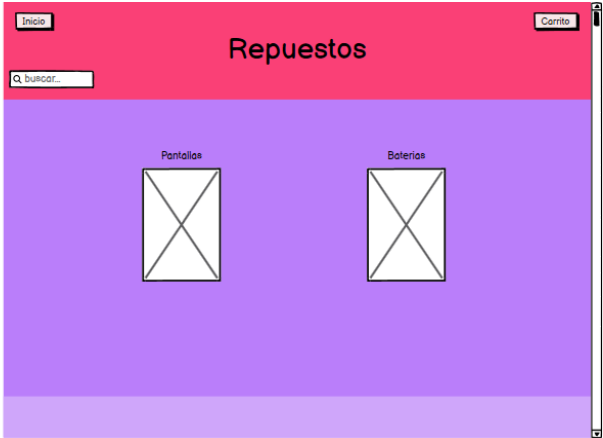 Inicio
Carrito
Repuestos
buscar...
Pantallas
Baterias